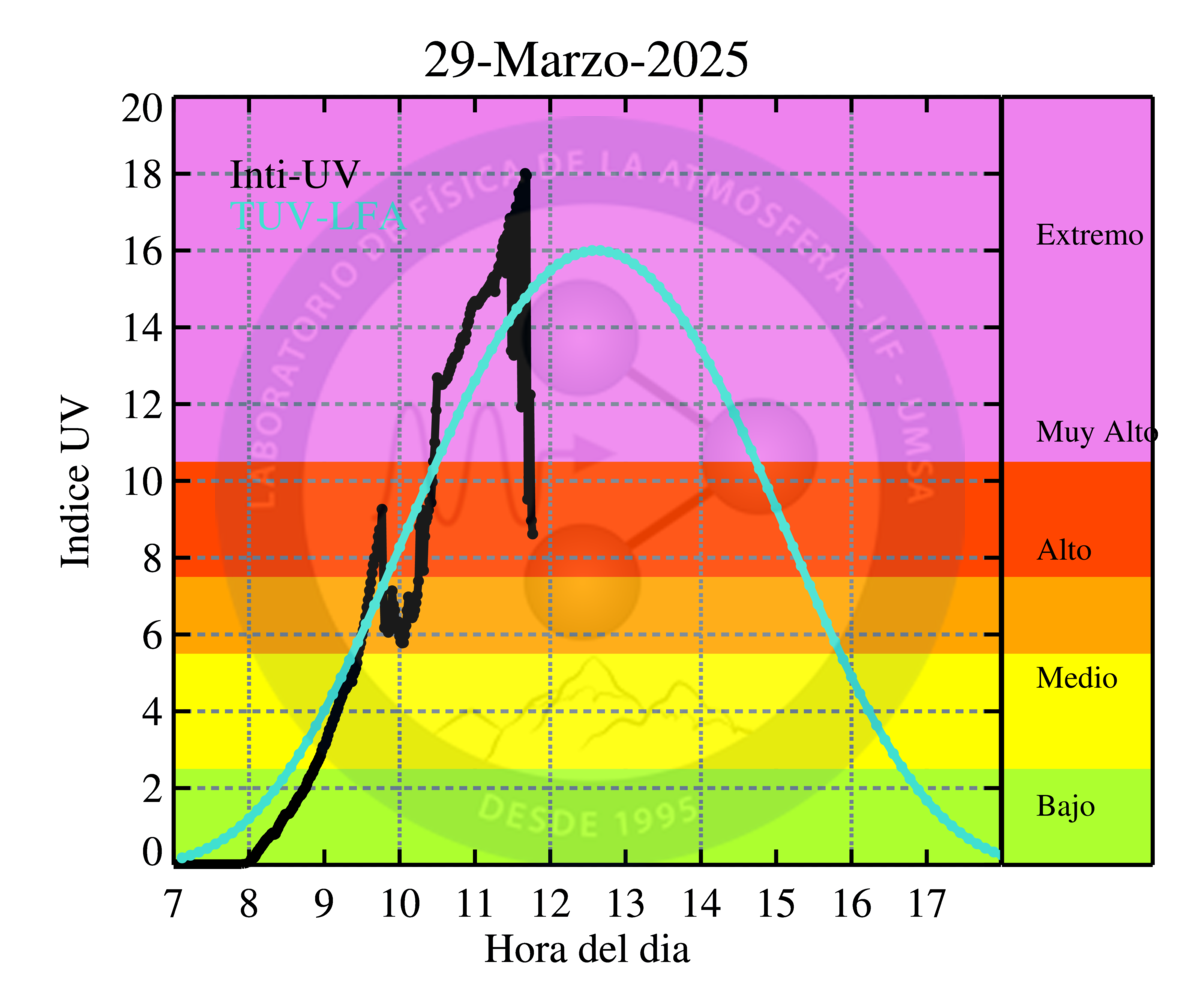 29-Marzo-2025
Inti-UV
TUV-LFA
LABORATORIO DE FÍSICA DE LA ATMÓSFERA - IIF - UMSA
DESDE 1995
Indice UV
20
18
16
14
12
10
8
6
4
2
0
Extremo
Muy Alto
Alto
Medio
Bajo
7 8 9 10 11 12 13 14 15 16 17
Hora del dia